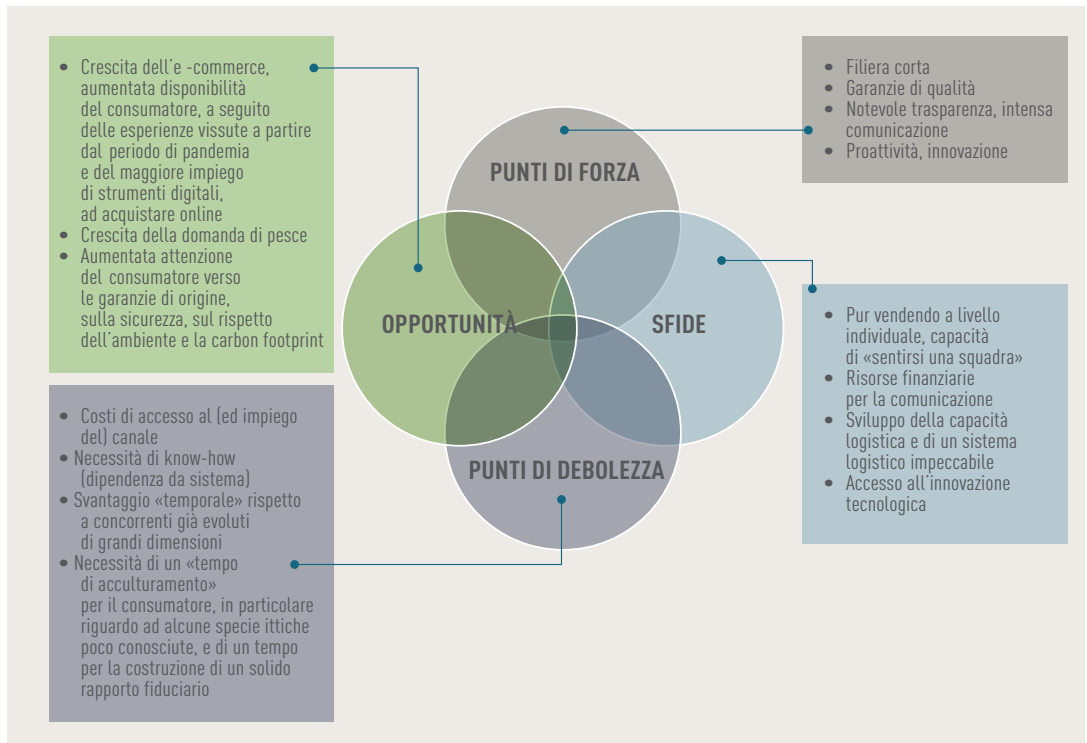 • Crescita dell'e -commerce,
aumentata disponibilità
del consumatore, a seguito
delle esperienze vissute a partire
dal periodo di pandemia
e del maggiore impiego
di strumenti digitali,
ad acquistare online
• Crescita della domanda di pesce
• Aumentata attenzione
del consumatore verso
le garanzie di origine,
sulla sicurezza, sul rispetto
dell'ambiente e la carbon footprint
• Filiera corta
• Garanzie di qualità
• Notevole trasparenza, intensa
comunicazione
• Proattività, innovazione
PUNTI DI FORZA
OPPORTUNITÀ
SFIDE
PUNTI DI DEBOLEZZA
• Costi di accesso al (ed impiego
del) canale
• Necessità di know-how
(dipendenza da sistema)
• Svantaggio «temporale» rispetto
a concorrenti già evoluti
di grandi dimensioni
• Necessità di un «tempo
di acculturamento»
per il consumatore, in particolare
riguardo ad alcune specie ittiche
poco conosciute, e di un tempo
per la costruzione di un solido
rapporto fiduciario
• Pur vendendo a livello
individuale, capacità
di «sentirsi una squadra»
• Risorse finanziarie
per la comunicazione
• Sviluppo della capacità
logistica e di un sistema
logistico impeccabile
• Accesso all'innovazione
tecnologica